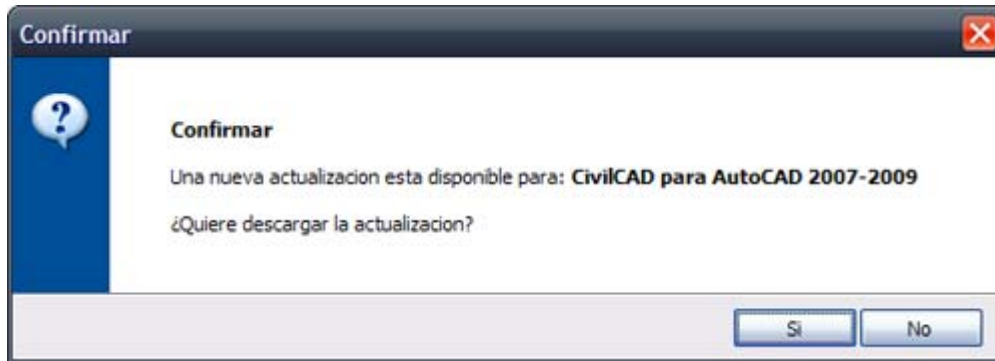 Confirmar
?
Confirmar
Una nueva actualizacion esta disponible para: CivilCAD para AutoCAD 2007-2009
¿Quiere descargar la actualizacion?
Si
No